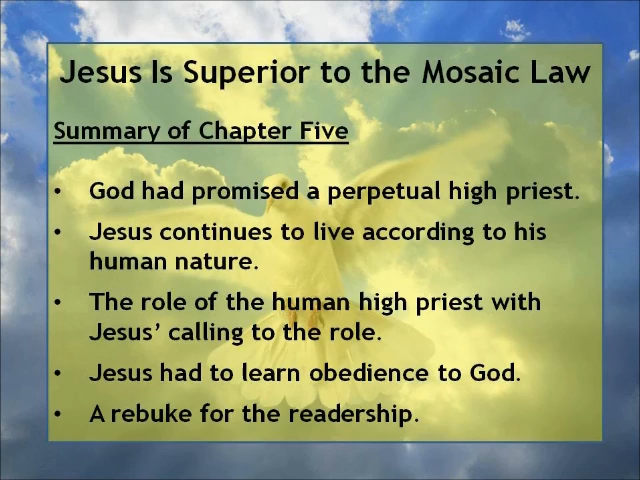 Jesus Is Superior to the Mosaic Law
Summary of Chapter Five
• God had promised a perpetual high priest.
• Jesus continues to live according to his
human nature.
• The role of the human high priest with
Jesus’ calling to the role.
• Jesus had to learn obedience to God.
• A rebuke for the readership.